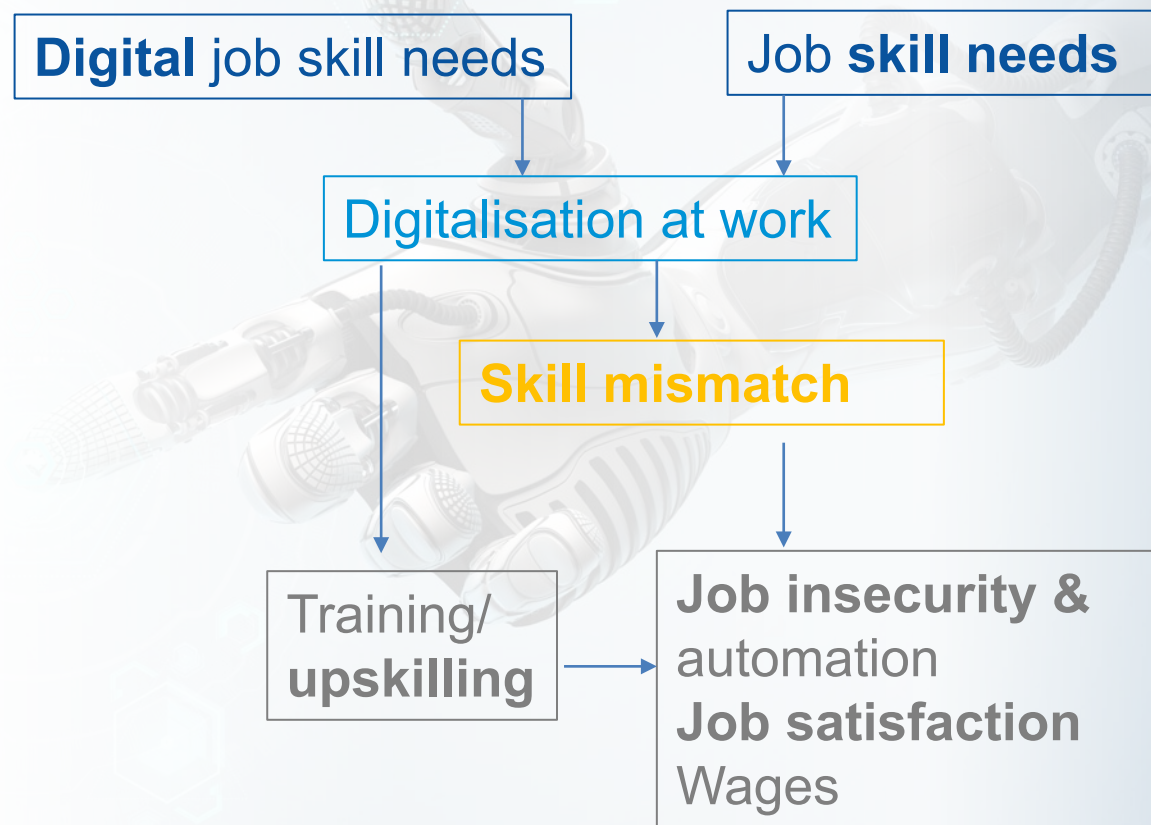 Digital job skill needs
Job skill needs
Digitalisation at work
Skill mismatch
Training/
upskilling
Job insecurity &
automation
Job satisfaction
Wages